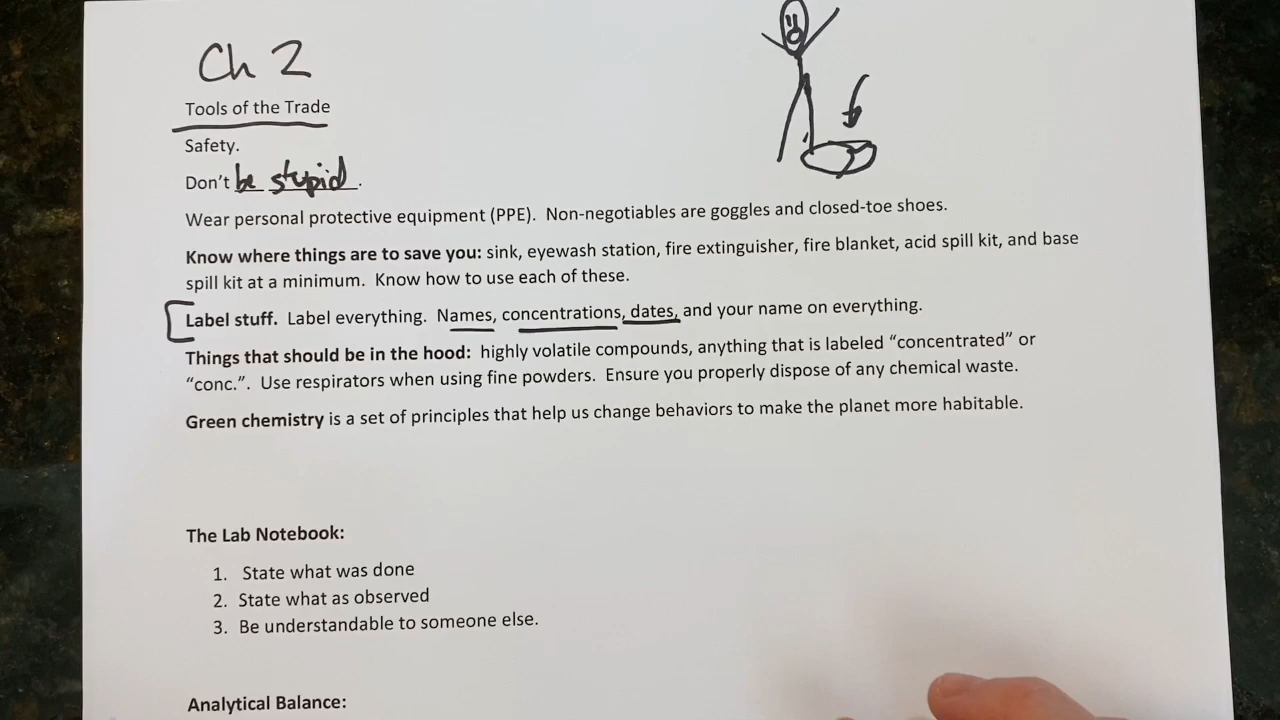 Ch 2
Tools of the Trade
Safety.
Don't be stupid.
Wear personal protective equipment (PPE).  Non-negotiables are goggles and closed-toe shoes.
Know where things are to save you: sink, eyewash station, fire extinguisher, fire blanket, acid spill kit, and base
spill kit at a minimum.  Know how to use each of these.
Label stuff.  Label everything.  Names, concentrations, dates, and your name on everything.
Things that should be in the hood:  highly volatile compounds, anything that is labeled “concentrated” or
“conc.”.  Use respirators when using fine powders.  Ensure you properly dispose of any chemical waste.
Green chemistry is a set of principles that help us change behaviors to make the planet more habitable.
The Lab Notebook:
1. State what was done
2. State what as observed
3. Be understandable to someone else.
Analytical Balance: